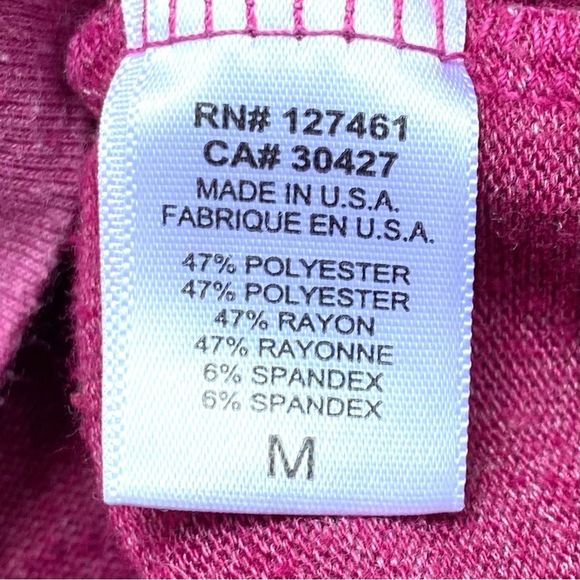 RN# 127461
CA# 30427
MADE IN U.S.A.
FABRIQUE EN U.S.A.
47% POLYESTER
47% POLYESTER
47% RAYON
47% RAYONNE
6% SPANDEX
6% SPANDEX
M